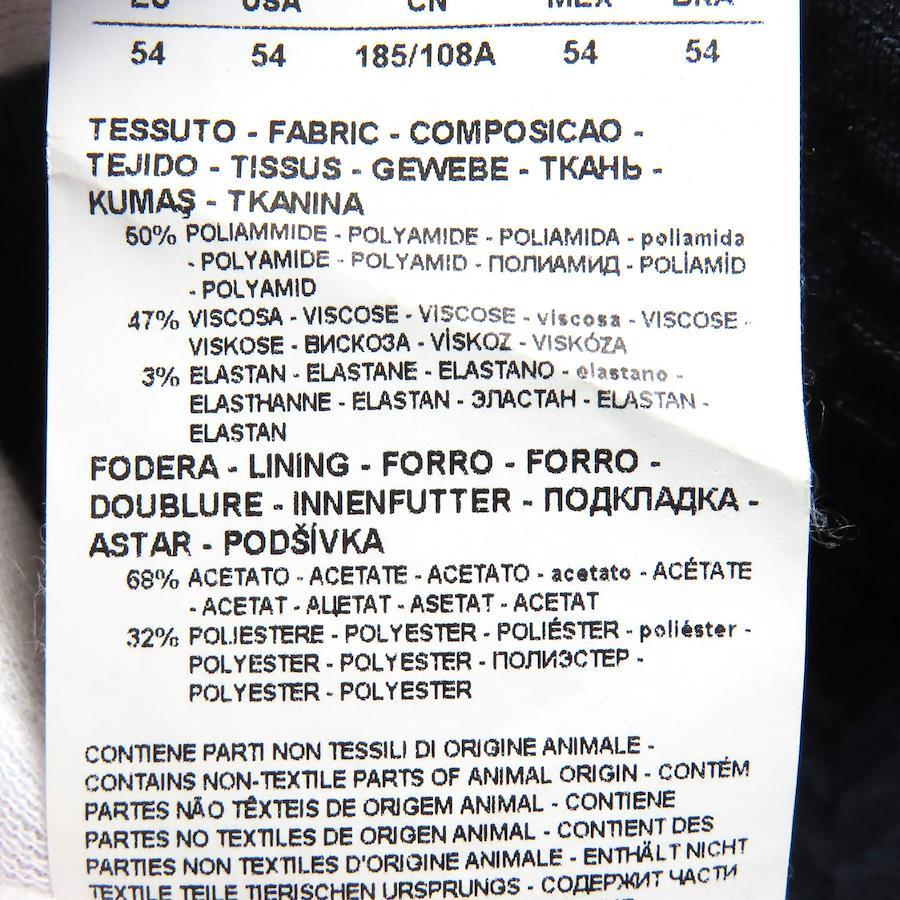 EU USA CN MEX BRA
54 54 185/108A 54 54
TESSUTO - FABRIC - COMPOSICAO -
TEJIDO - TISSUS - GEWEBE - ТКАНЬ -
KUMAŞ - TKANINA
50% POLIAMMIDE - POLYAMIDE - POLIAMIDA - poliamida
- POLYAMIDE - POLYAMID - ПОЛИАМИД - POLİAMİD
- POLYAMID
47% VISCOSA - VISCOSE - VISCOSE - viscosa - VISCOSE -
VISKOSE - ВИСКОЗА - VİSKOZ - VISKÓZA
3% ELASTAN - ELASTANE - ELASTANO - elastano -
ELASTHANNE - ELASTAN - ЭЛАСТАН - ELASTAN -
ELASTAN
FODERA - LINING - FORRO - FORRO -
DOUBLURE - INNENFUTTER - ПОДКЛАДКА -
ASTAR - PODŠÍVKA
68% ACETATO - ACETATE - ACETATO - acetato - ACÉTATE
- ACETAT - АЦЕТАТ - ASETAT - ACETAT
32% POLIESTERE - POLYESTER - POLIÉSTER - poliéster -
POLYESTER - POLYESTER - ПОЛИЭСТЕР -
POLYESTER - POLYESTER
CONTIENE PARTI NON TESSILI DI ORIGINE ANIMALE -
CONTAINS NON-TEXTILE PARTS OF ANIMAL ORIGIN - CONTÉM
PARTES NÃO TÊXTEIS DE ORIGEM ANIMAL - CONTIENE
PARTES NO TEXTILES DE ORIGEN ANIMAL - CONTIENT DES
PARTIES NON TEXTILES D'ORIGINE ANIMALE - ENTHÄLT NICHT
TEXTILE TEILE TIERISCHEN URSPRUNGS - СОДЕРЖИТ ЧАСТИ